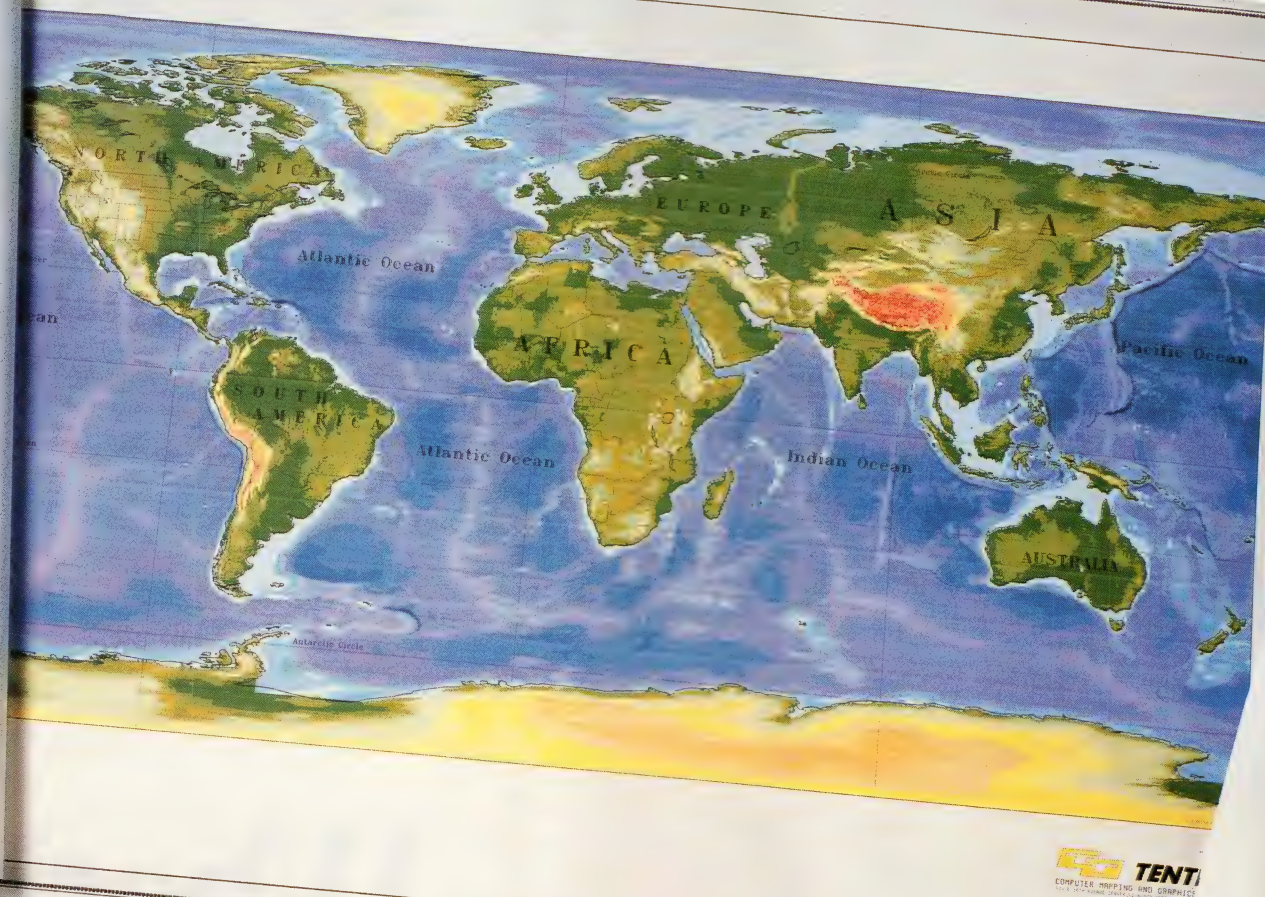 NORTH AMERICA
EUROPE
ASIA
Atlantic Ocean
ean
AFRICA
Pacific Ocean
SOUTH
AMERICA
Atlantic Ocean
Indian Ocean
AUSTRALIA
Antarctic Circle
TENT
COMPUTER MAPPING AND GRAPHICS